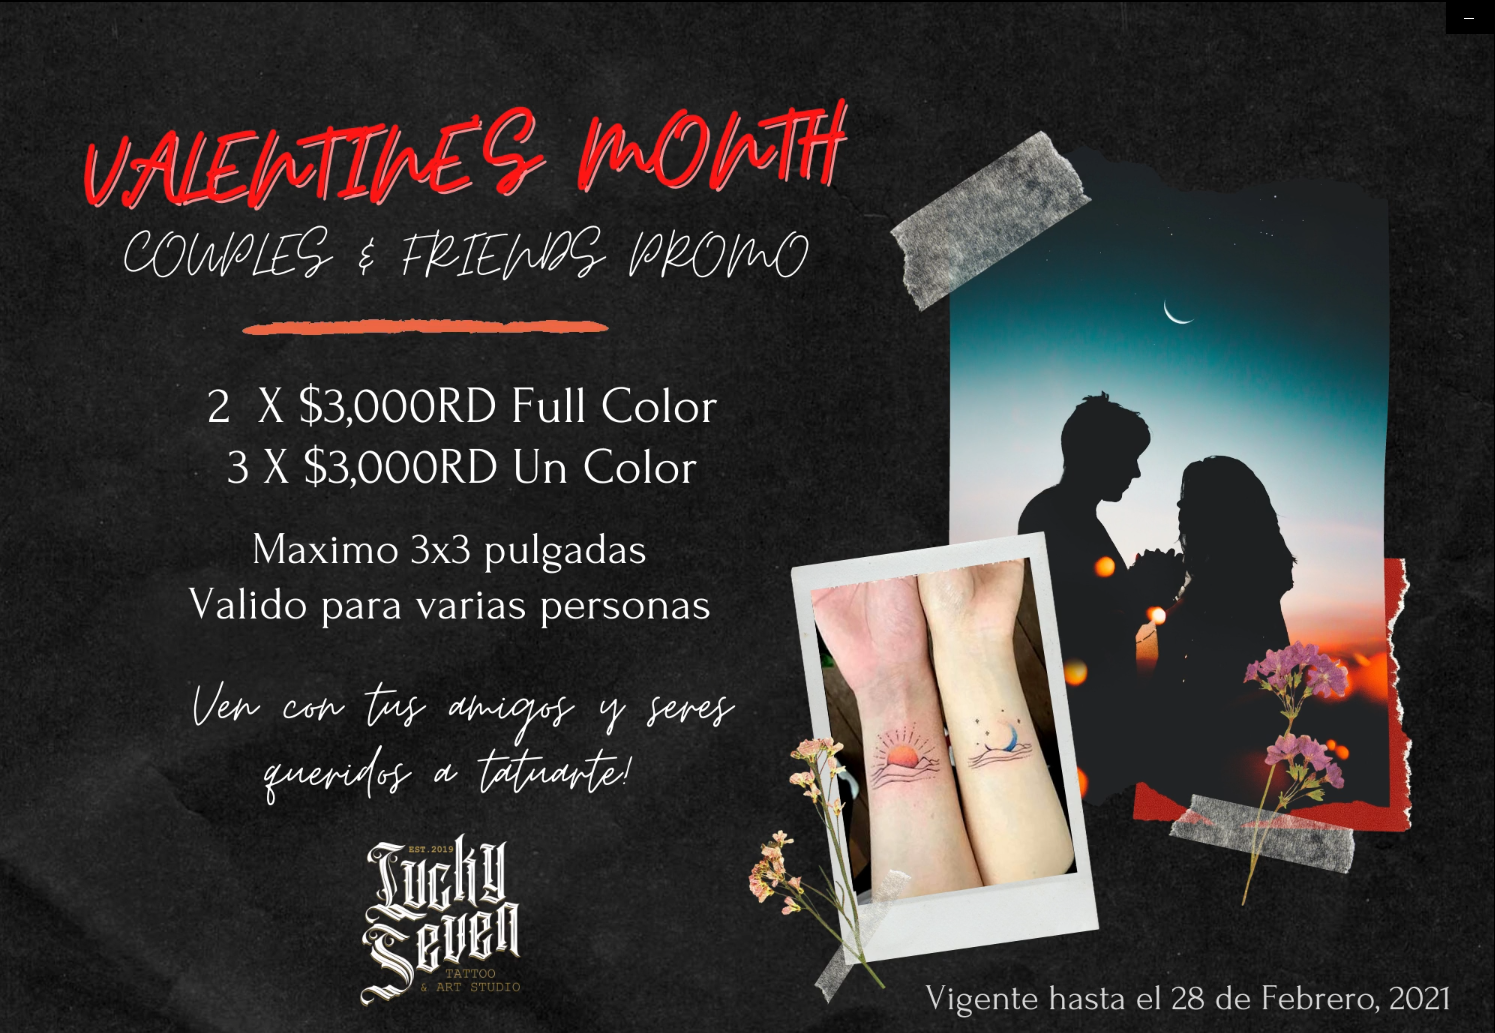 VALENTINE'S MONTH
COUPLES & FRIENDS PROMO
2 X $3,000RD Full Color
3 X $3,000RD Un Color
Maximo 3x3 pulgadas
Valido para varias personas
Ven con tus amigos y seres
queridos a tatuarte!
EST.2019
Lucky
Seven
TATTOO
& ART STUDIO
Vigente hasta el 28 de Febrero, 2021